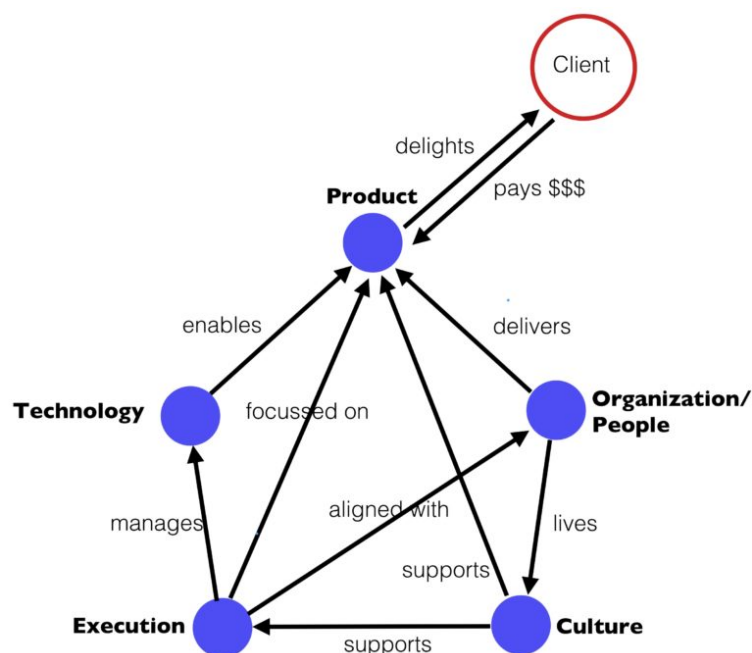 Client
delights
pays $$$
Product
enables
delivers
Technology
focussed on
Organization/
People
manages
aligned with
lives
supports
Execution
supports
Culture